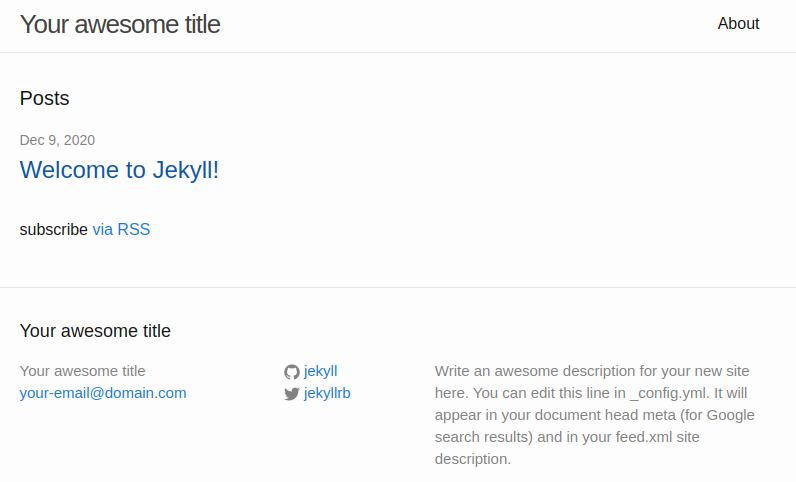 Your awesome title
About
Posts
Dec 9, 2020
Welcome to Jekyll!
subscribe via RSS
Your awesome title
Your awesome title
your-email@domain.com
jekyll
jekyllrb
Write an awesome description for your new site
here. You can edit this line in _config.yml. It will
appear in your document head meta (for Google
search results) and in your feed.xml site
description.